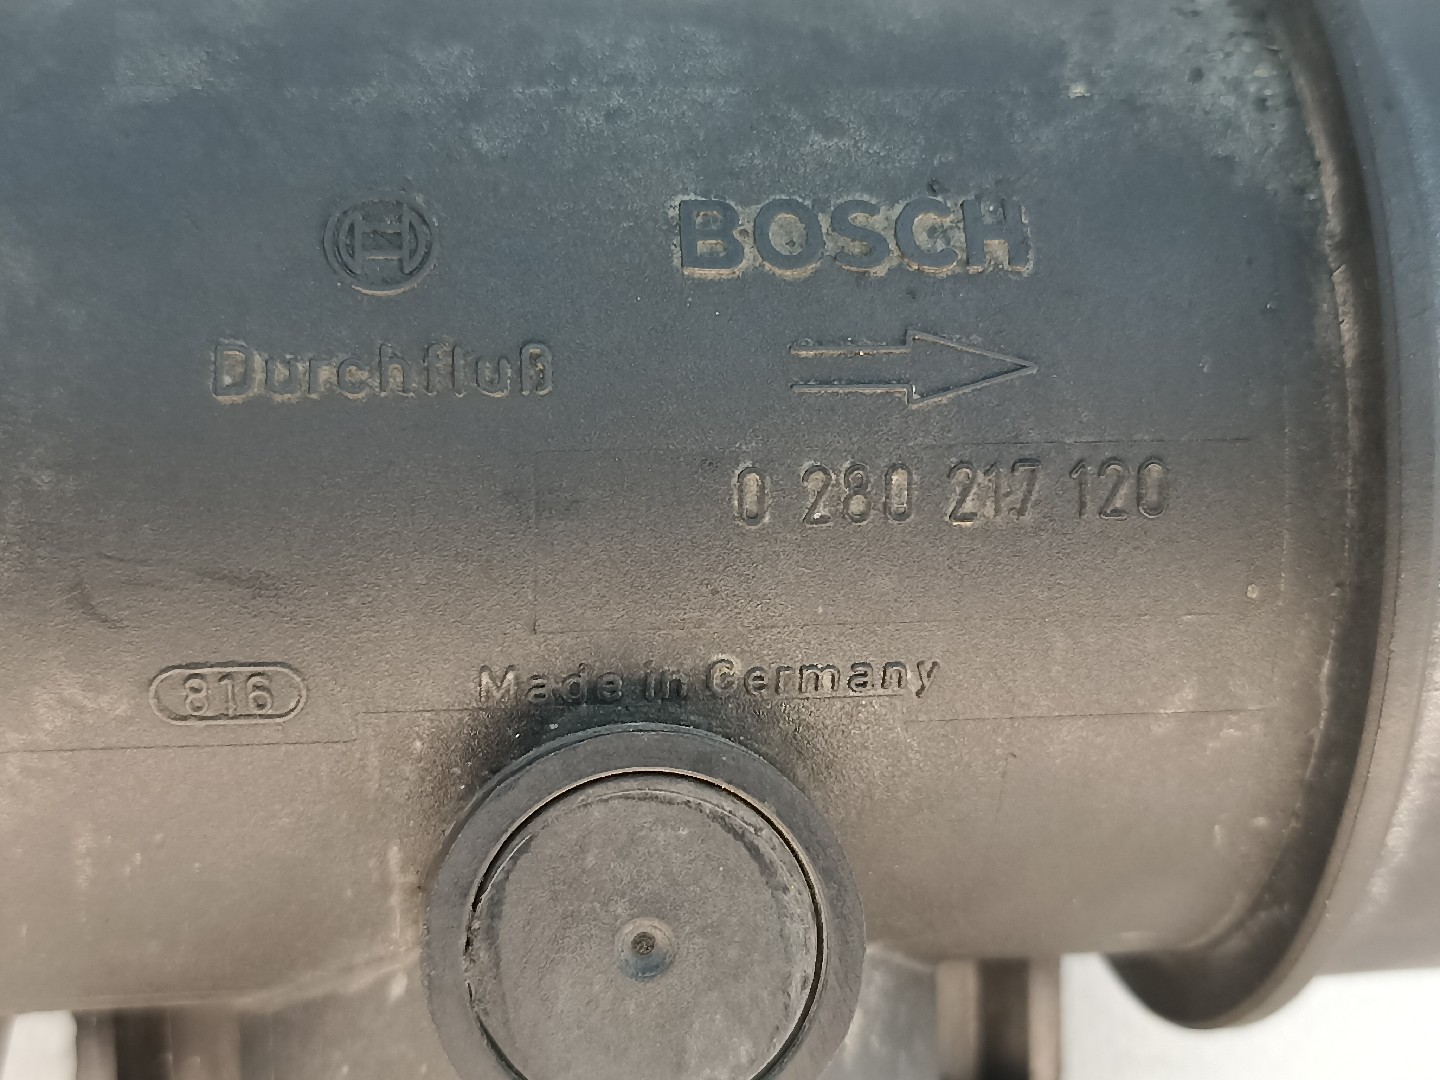 BOSCH
Durchfluß
0 280 217 120
816
Made in Germany